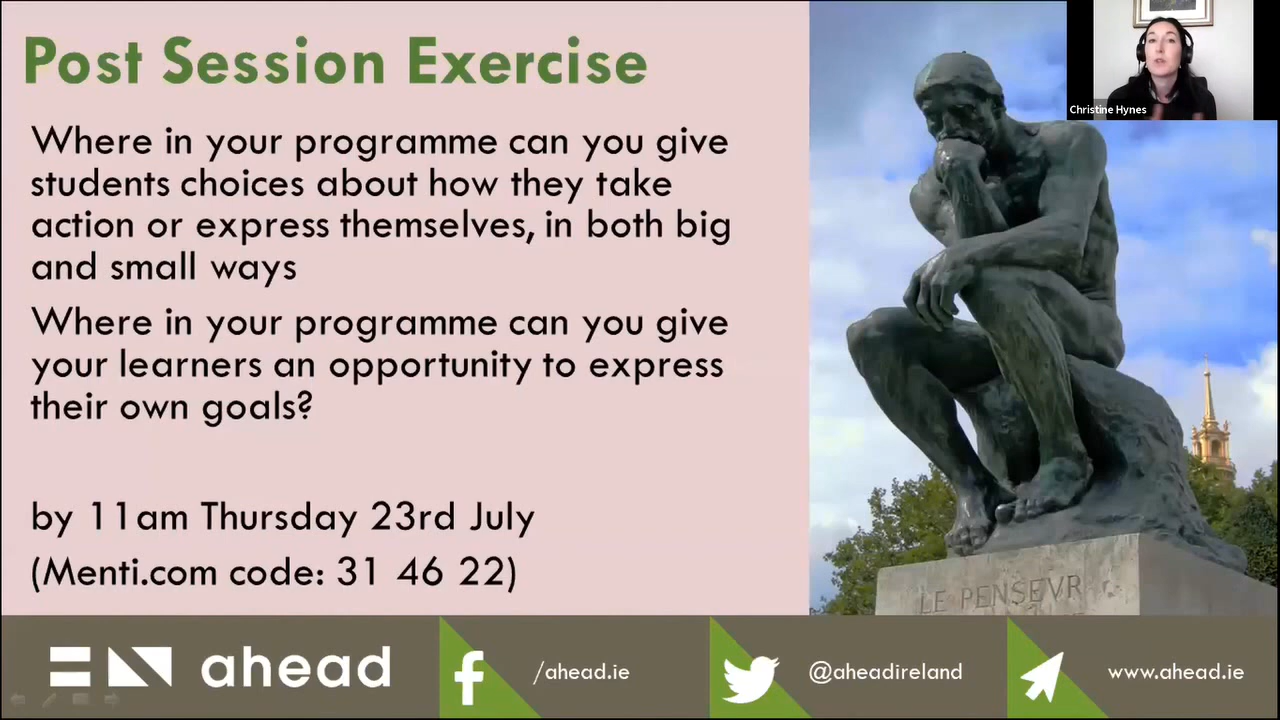 Post Session Exercise
Christine Hynes
Where in your programme can you give
students choices about how they take
action or express themselves, in both big
and small ways
Where in your programme can you give
your learners an opportunity to express
their own goals?
by 11am Thursday 23rd July
(Menti.com code: 31 46 22)
LE PENSEVR
ahead
/ahead.ie
@aheadireland
www.ahead.ie